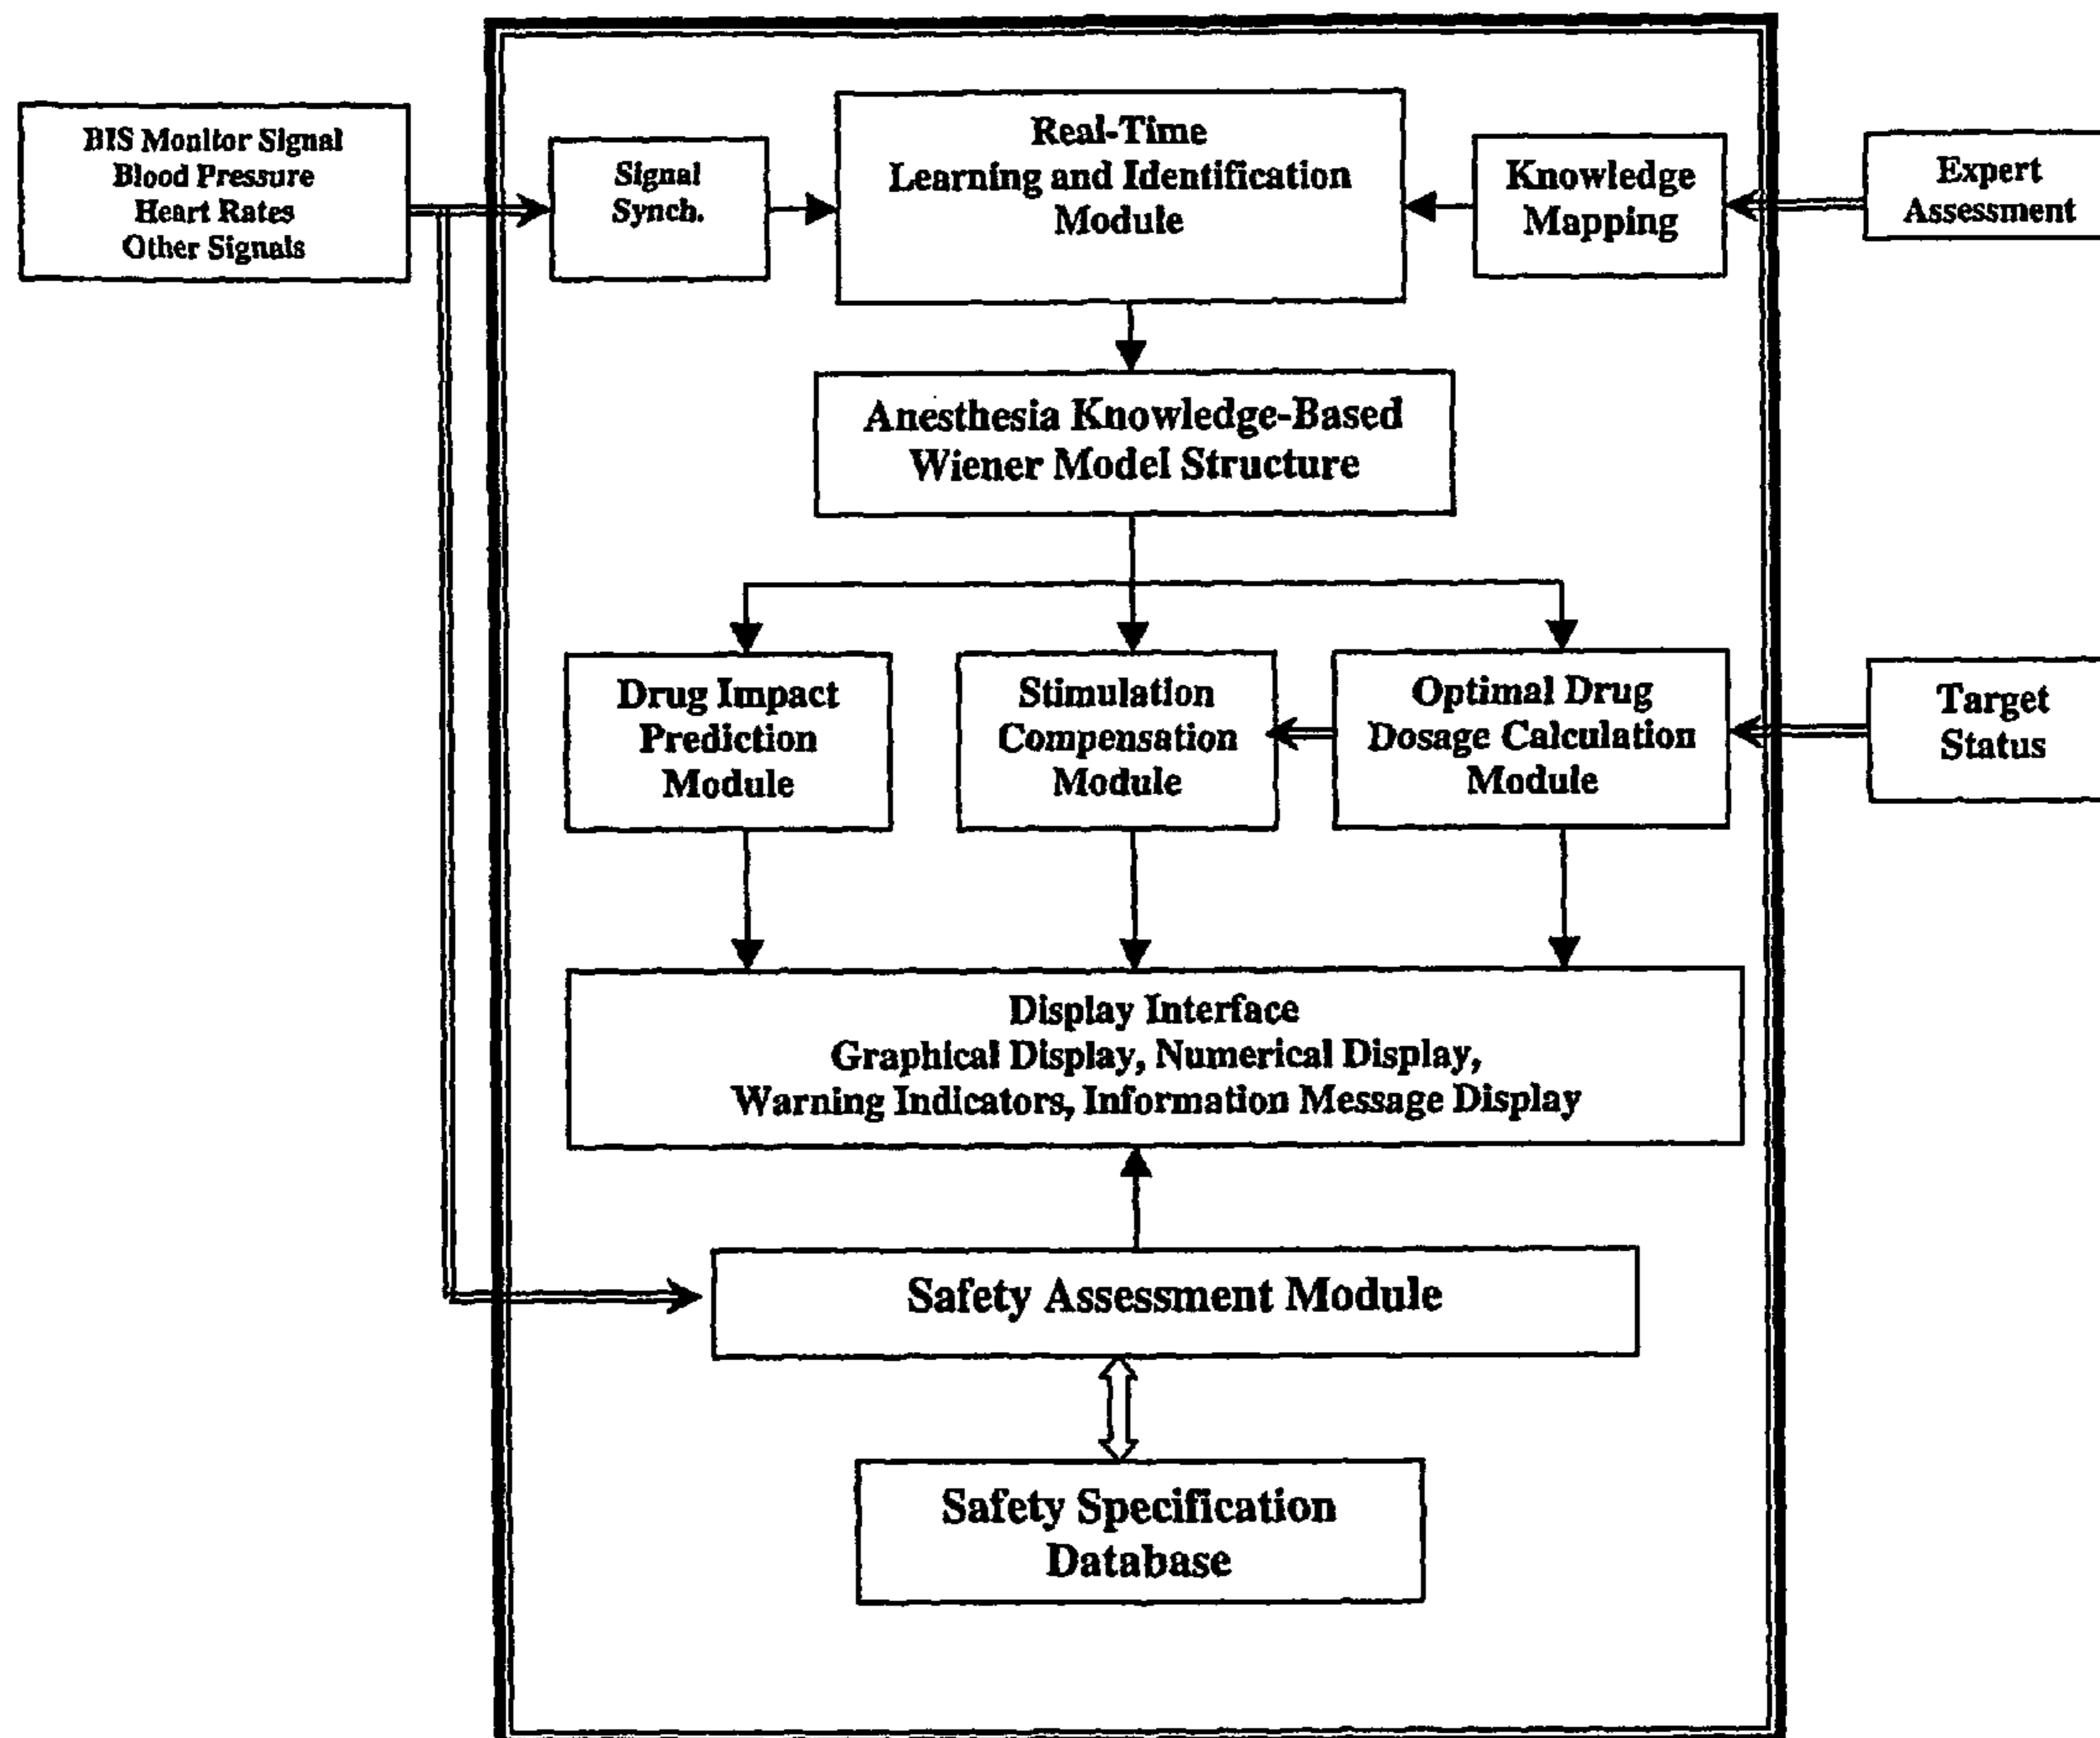 BIS Monitor Signal
Blood Pressure
Heart Rates
Other Signals
Signal
Synch.
Real-Time
Learning and Identification
Module
Knowledge
Mapping
Expert
Assessment
Anesthesia Knowledge-Based
Wiener Model Structure
Drug Impact
Prediction
Module
Stimulation
Compensation
Module
Optimal Drug
Dosage Calculation
Module
Target
Status
Display Interface
Graphical Display, Numerical Display,
Warning Indicators, Information Message Display
Safety Assessment Module
Safety Specification
Database